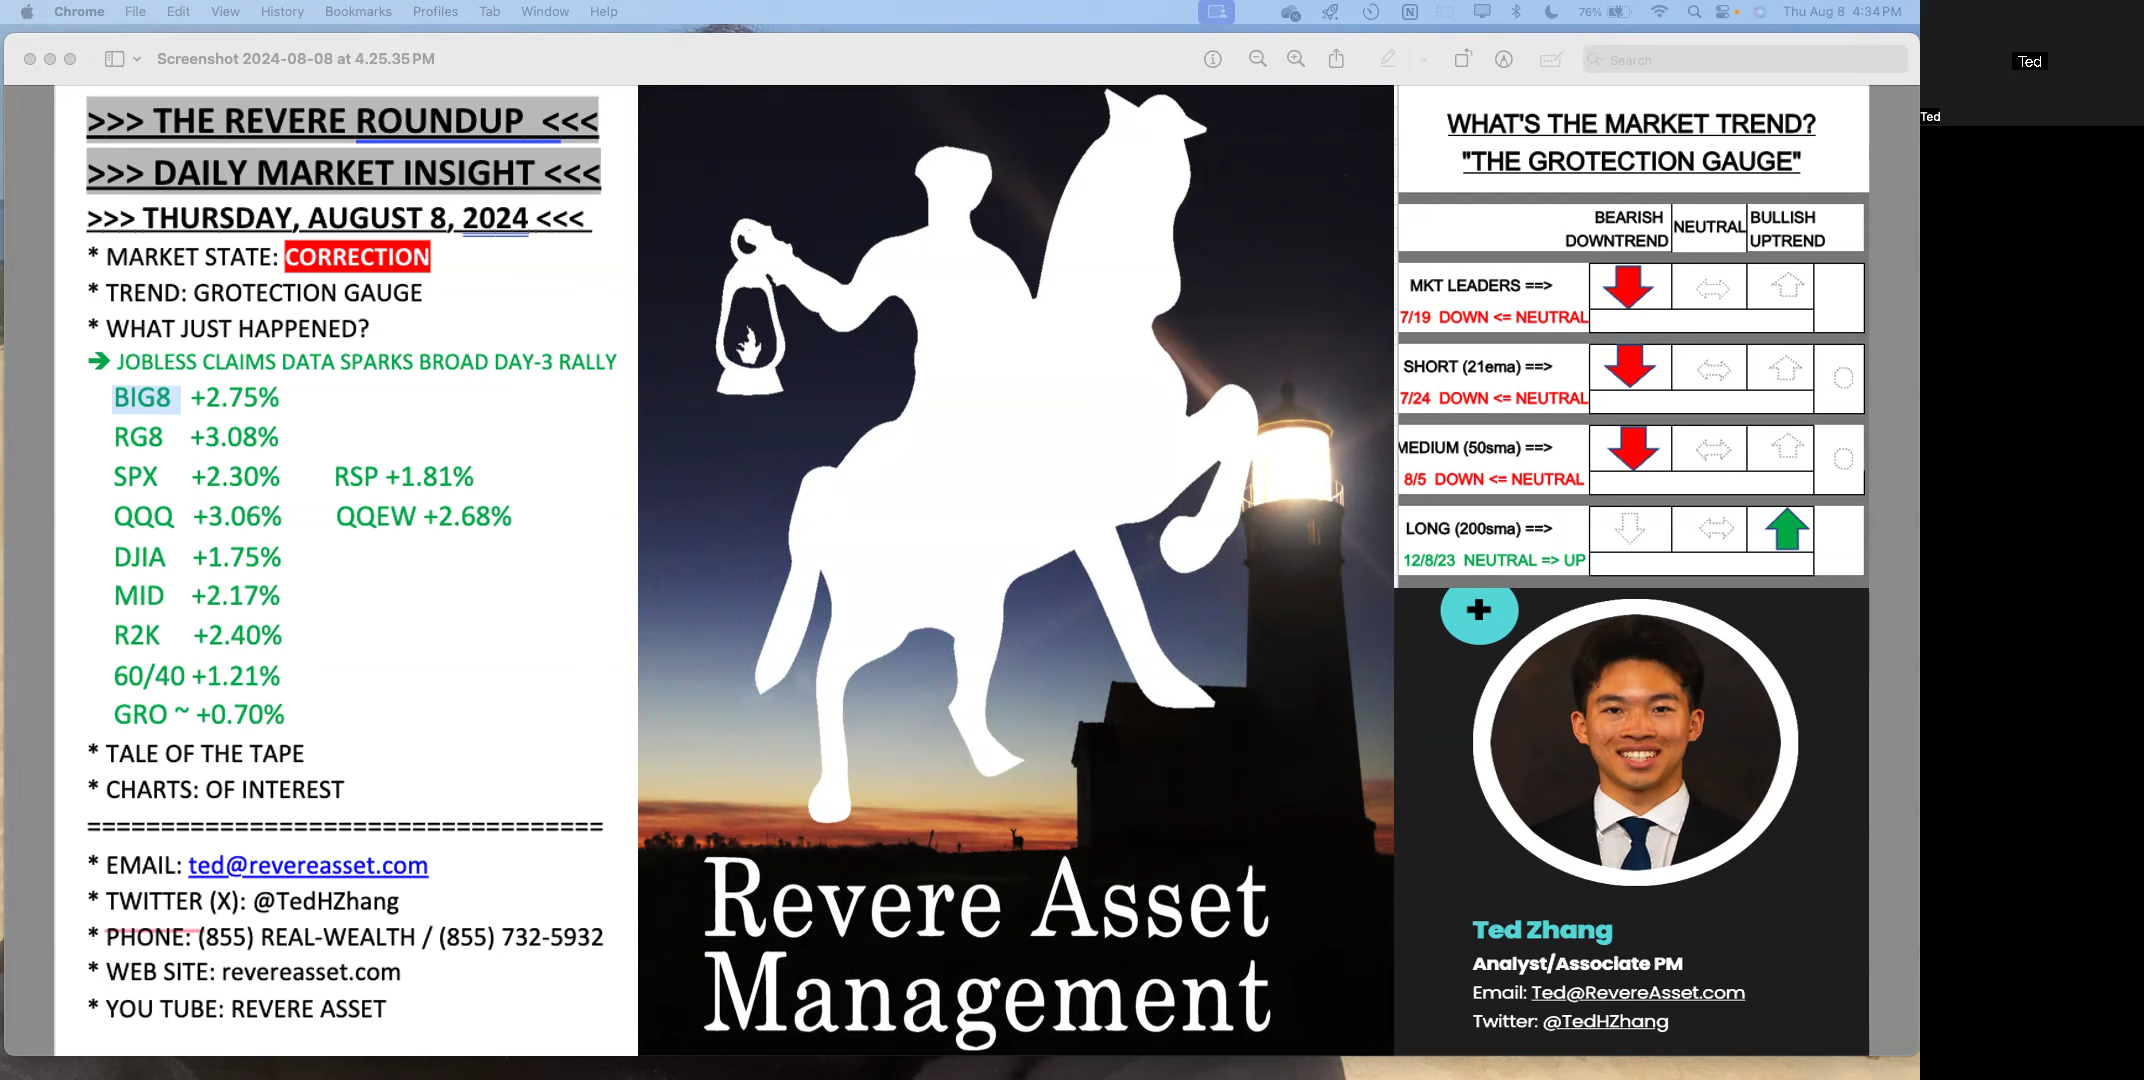 Chrome File Edit View History Bookmarks Profiles Tab Window Help
76% Thu Aug 8 4:34PM
Screenshot 2024-08-08 at 4.25.35 PM
Search
>>> THE REVERE ROUNDUP <<<
>>> DAILY MARKET INSIGHT <<<
>>> THURSDAY, AUGUST 8, 2024 <<<
* MARKET STATE: CORRECTION
* TREND: GROTECTION GAUGE
* WHAT JUST HAPPENED?
➔ JOBLESS CLAIMS DATA SPARKS BROAD DAY-3 RALLY
BIG8 +2.75%
RG8 +3.08%
SPX +2.30% RSP +1.81%
QQQ +3.06% QQEW +2.68%
DJIA +1.75%
MID +2.17%
R2K +2.40%
60/40 +1.21%
GRO ~ +0.70%
* TALE OF THE TAPE
* CHARTS: OF INTEREST
===================================
* EMAIL: ted@revereasset.com
* TWITTER (X): @TedHZhang
* PHONE: (855) REAL-WEALTH / (855) 732-5932
* WEB SITE: revereasset.com
* YOU TUBE: REVERE ASSET
Revere Asset
Management
WHAT'S THE MARKET TREND?
"THE GROTECTION GAUGE"
BEARISH DOWNTREND NEUTRAL BULLISH UPTREND
MKT LEADERS ==>
7/19 DOWN <= NEUTRAL
SHORT (21ema) ==>
7/24 DOWN <= NEUTRAL
MEDIUM (50sma) ==>
8/5 DOWN <= NEUTRAL
LONG (200sma) ==>
12/8/23 NEUTRAL => UP
+
Ted Zhang
Analyst/Associate PM
Email: Ted@RevereAsset.com
Twitter: @TedHZhang
Ted
Ted